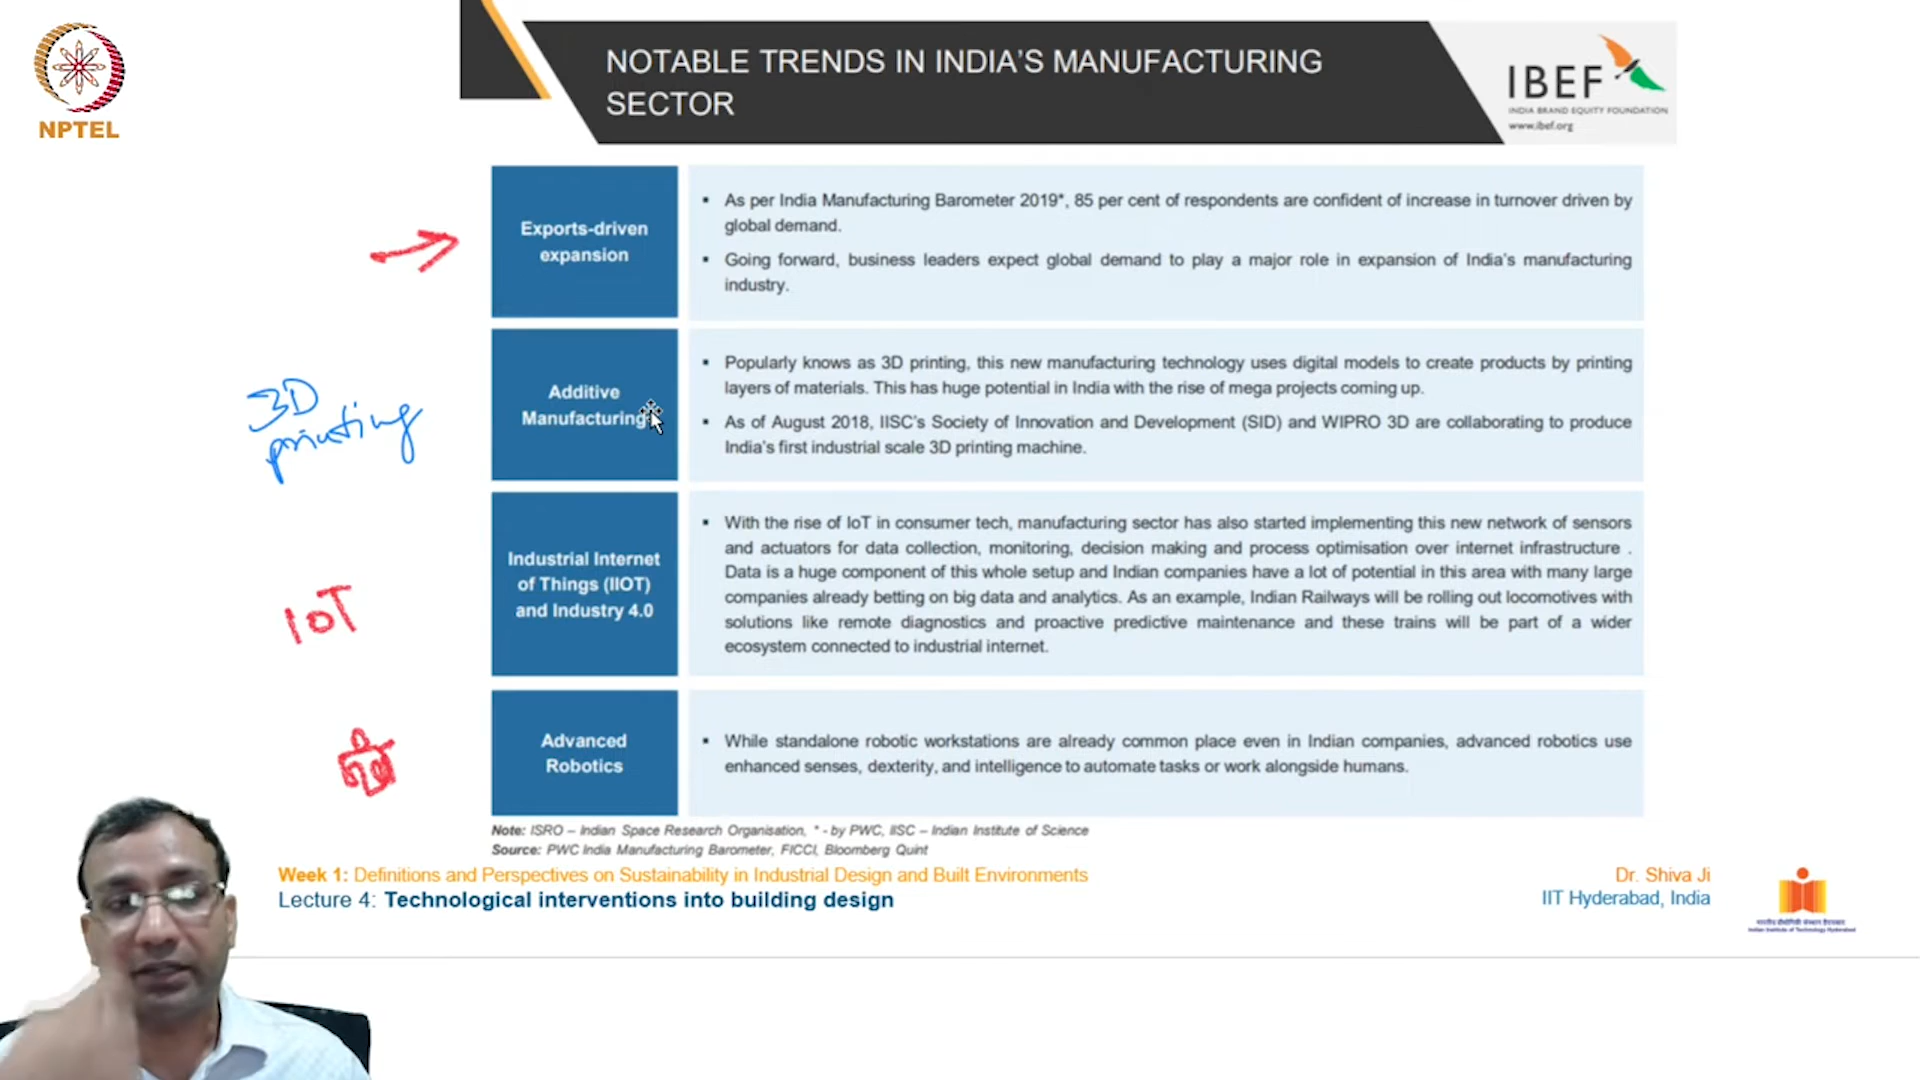 NPTEL
NOTABLE TRENDS IN INDIA'S MANUFACTURING
SECTOR
IBEF
INDIA BRAND EQUITY FOUNDATION
www.ibef.org
Exports-driven
expansion
▪ As per India Manufacturing Barometer 2019*, 85 per cent of respondents are confident of increase in turnover driven by
global demand.
▪ Going forward, business leaders expect global demand to play a major role in expansion of India's manufacturing
industry.
3D
printing
Additive
Manufacturing
▪ Popularly knows as 3D printing, this new manufacturing technology uses digital models to create products by printing
layers of materials. This has huge potential in India with the rise of mega projects coming up.
▪ As of August 2018, IISC's Society of Innovation and Development (SID) and WIPRO 3D are collaborating to produce
India's first industrial scale 3D printing machine.
IoT
Industrial Internet
of Things (IIOT)
and Industry 4.0
▪ With the rise of IoT in consumer tech, manufacturing sector has also started implementing this new network of sensors
and actuators for data collection, monitoring, decision making and process optimisation over internet infrastructure .
Data is a huge component of this whole setup and Indian companies have a lot of potential in this area with many large
companies already betting on big data and analytics. As an example, Indian Railways will be rolling out locomotives with
solutions like remote diagnostics and proactive predictive maintenance and these trains will be part of a wider
ecosystem connected to industrial internet.
Advanced
Robotics
▪ While standalone robotic workstations are already common place even in Indian companies, advanced robotics use
enhanced senses, dexterity, and intelligence to automate tasks or work alongside humans.
Note: ISRO – Indian Space Research Organisation, * - by PWC, IISC – Indian Institute of Science
Source: PWC India Manufacturing Barometer, FICCI, Bloomberg Quint
Week 1: Definitions and Perspectives on Sustainability in Industrial Design and Built Environments
Lecture 4: Technological interventions into building design
Dr. Shiva Ji
IIT Hyderabad, India
Indian Institute of Technology Hyderabad